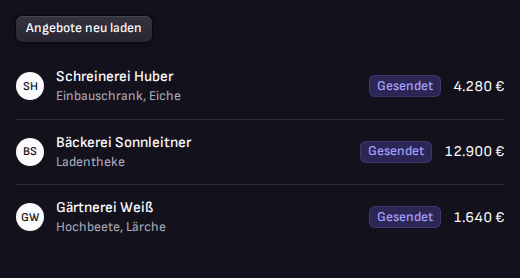 Angebote neu laden
SH Schreinerei Huber Gesendet 4.280 €
Einbauschrank, Eiche
BS Bäckerei Sonnleitner Gesendet 12.900 €
Ladentheke
GW Gärtnerei Weiß Gesendet 1.640 €
Hochbeete, Lärche